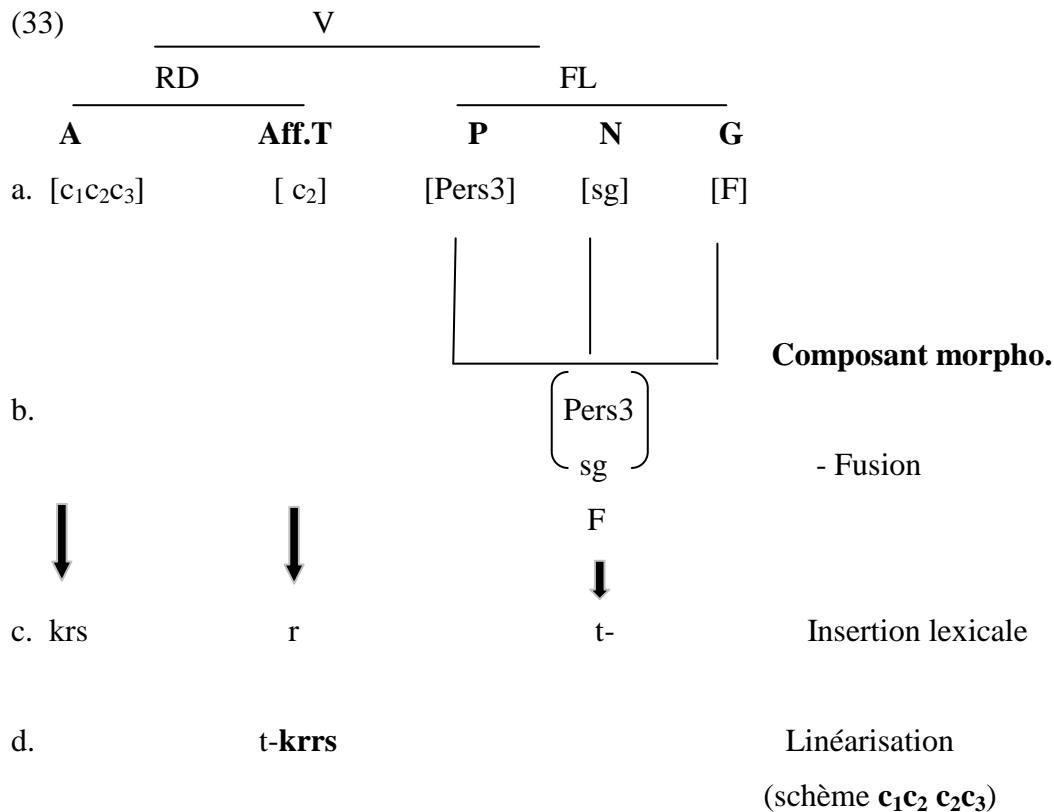 (33) V
RD FL
A Aff.T P N G
a. [c₁c₂c₃] [ c₂] [Pers3] [sg] [F]
Composant morpho.
b. Pers3
sg - Fusion
F
c. krs r t- Insertion lexicale
d. t-krrs Linéarisation
(schème c₁c₂ c₂c₃)